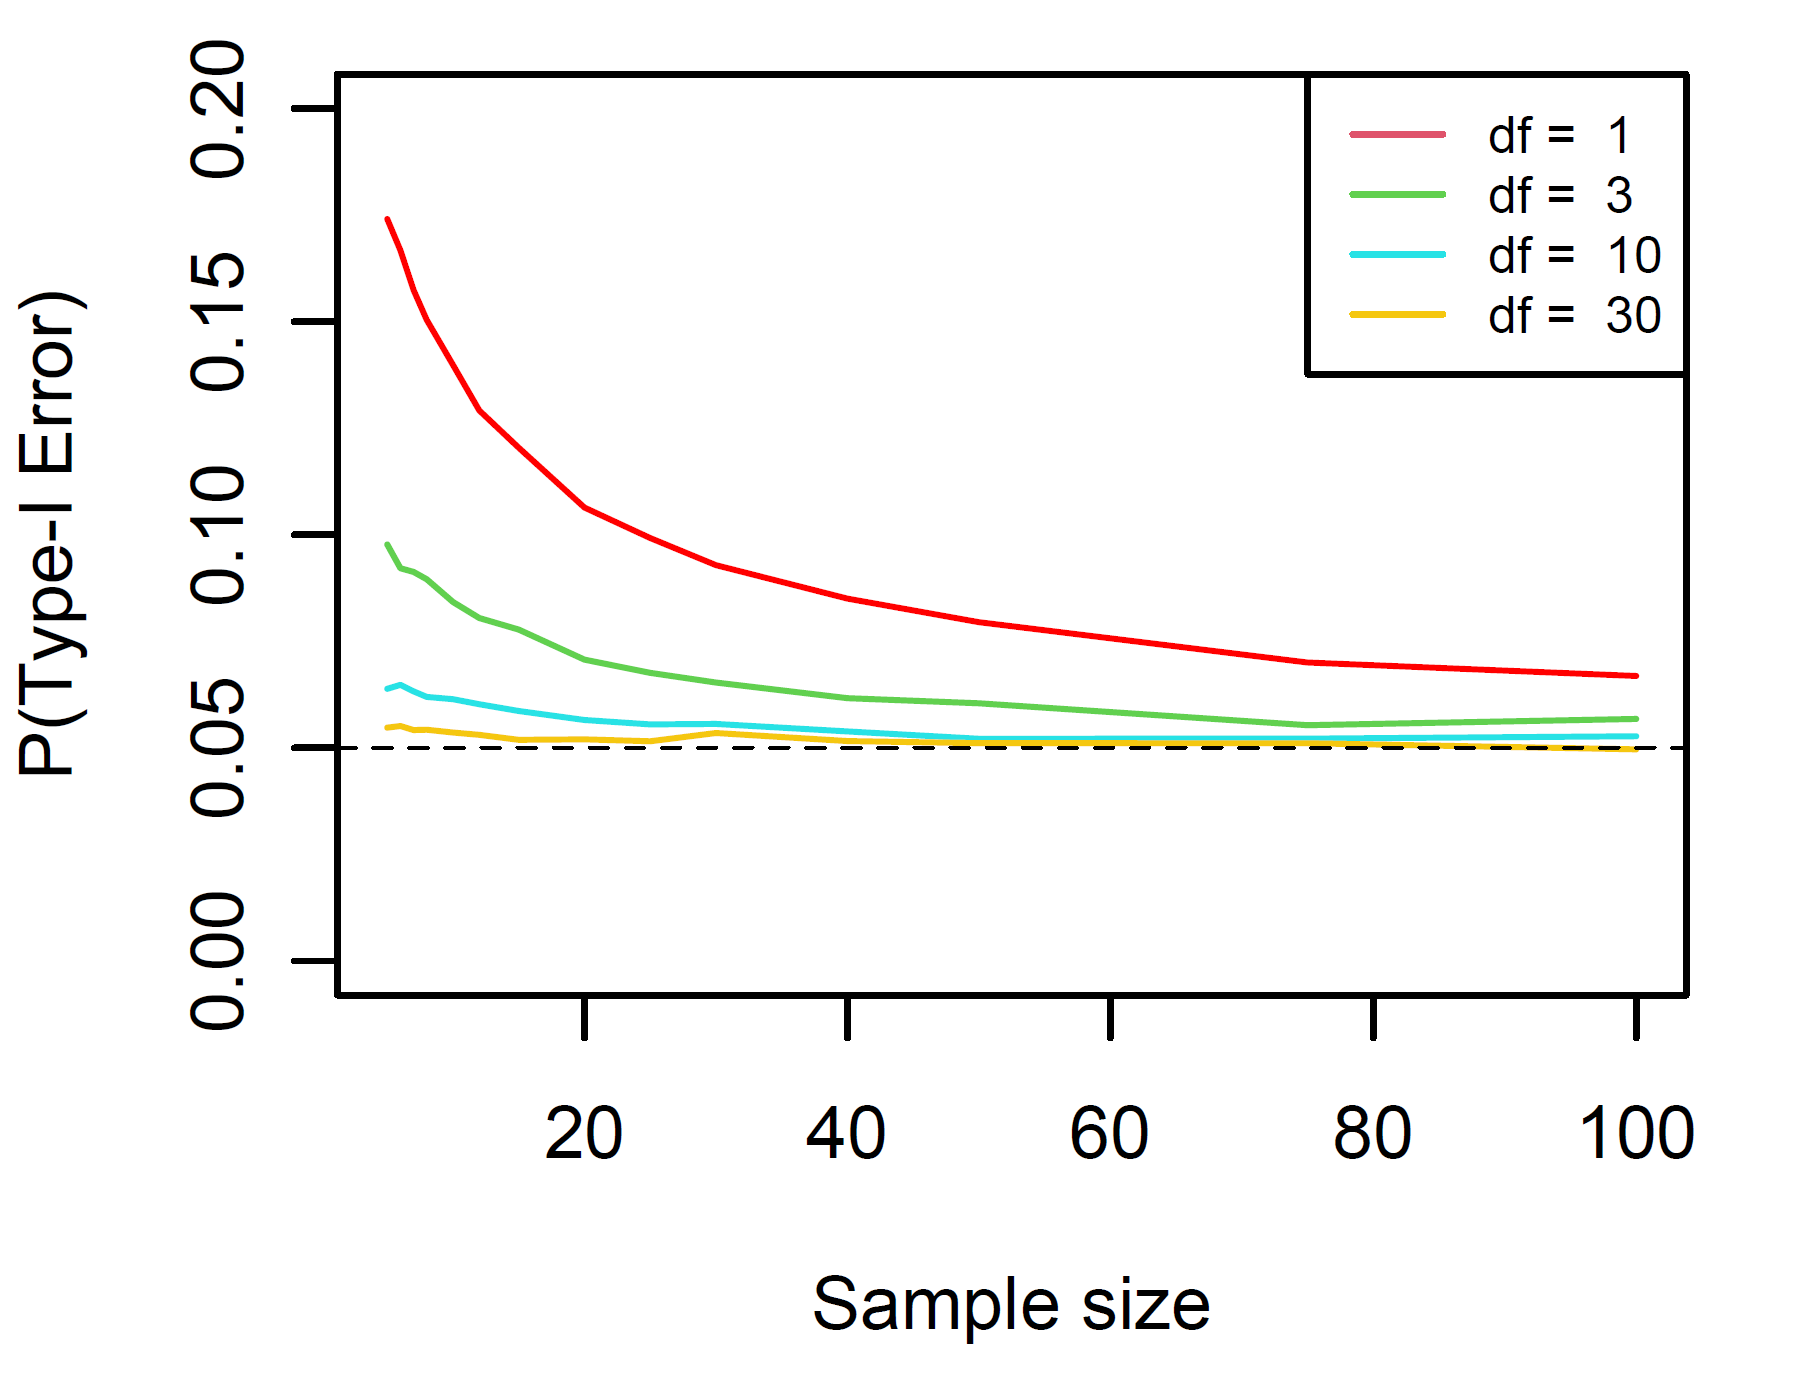 P(Type-I Error)
0.20
0.15
0.10
0.05
0.00
df = 1
df = 3
df = 10
df = 30
20 40 60 80 100
Sample size